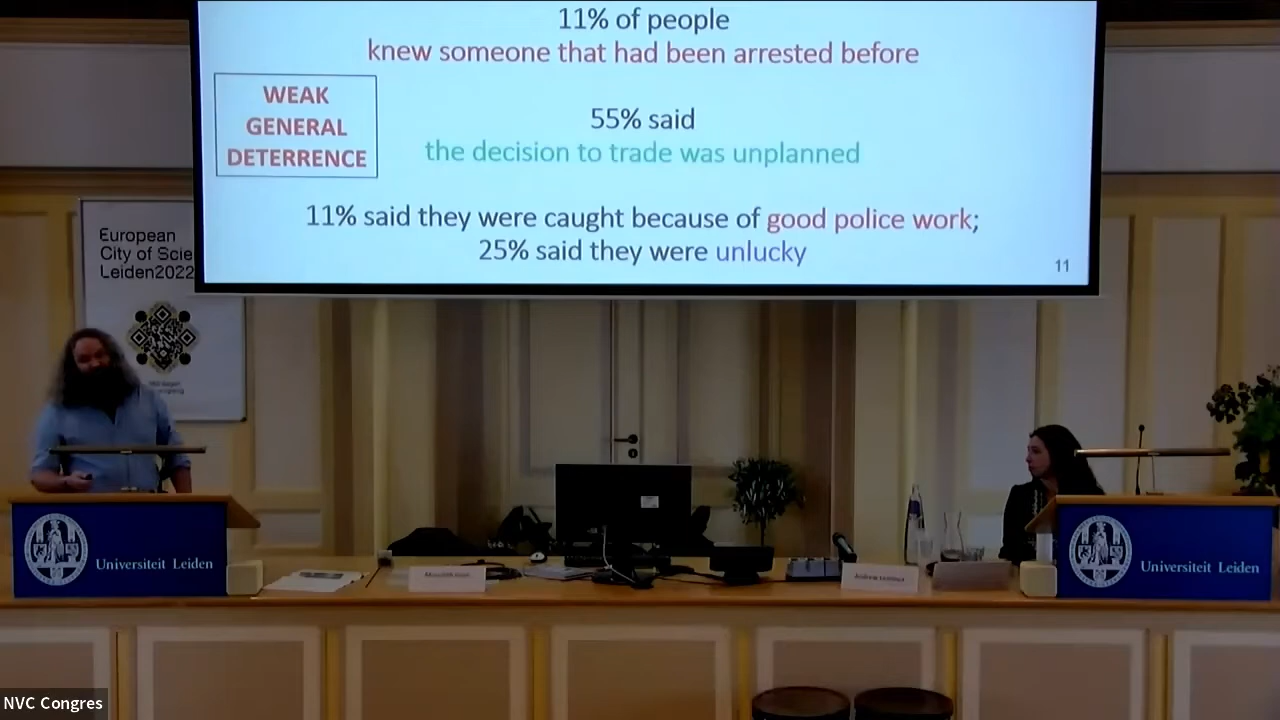 11% of people
knew someone that had been arrested before
WEAK
GENERAL
DETERRENCE
55% said
the decision to trade was unplanned
11% said they were caught because of good police work;
25% said they were unlucky
11
European
City of Scie
Leiden2022
Universiteit Leiden
Universiteit Leiden
NVC Congres